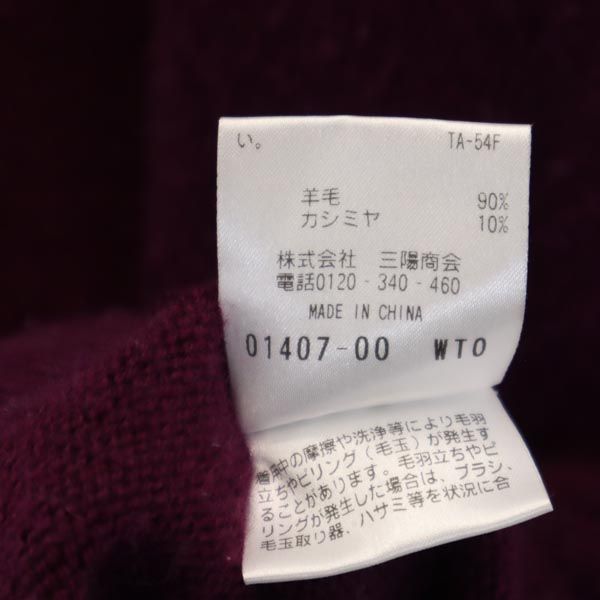 い。 TA-54F
羊毛 90%
カシミヤ 10%
株式会社 三陽商会
電話0120-340-460
MADE IN CHINA
01407-00 WTO
着用中の摩擦や洗浄等により毛羽
立ちやピリング(毛玉)が発生す
ることがあります。毛羽立ちやピ
リングが発生した場合は、ブラシ、
毛玉取り器、ハサミ等を状況に合